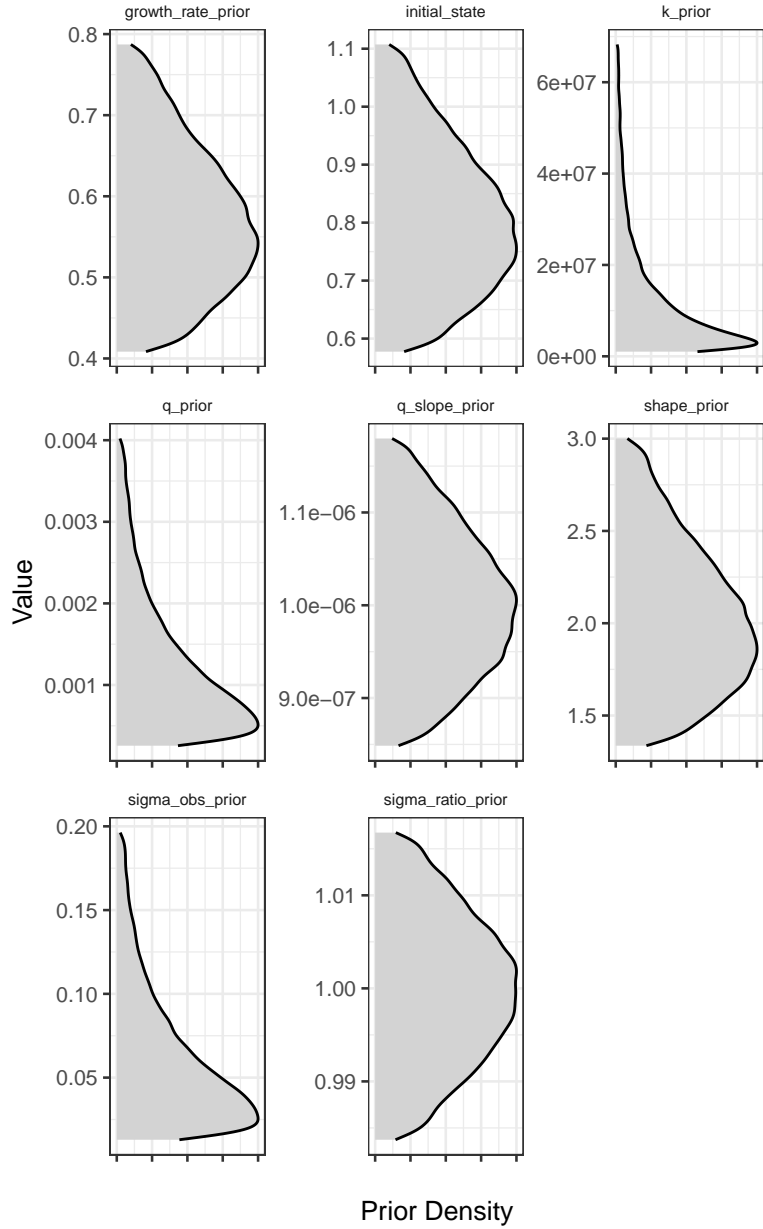 growth_rate_prior
initial_state
k_prior
0.8
0.7
0.6
0.5
0.4
1.1
1.0
0.9
0.8
0.7
0.6
6e+07
4e+07
2e+07
0e+00
q_prior
q_slope_prior
shape_prior
0.004
0.003
0.002
0.001
1.1e−06
1.0e−06
9.0e−07
3.0
2.5
2.0
1.5
Value
sigma_obs_prior
sigma_ratio_prior
0.20
0.15
0.10
0.05
1.01
1.00
0.99
Prior Density